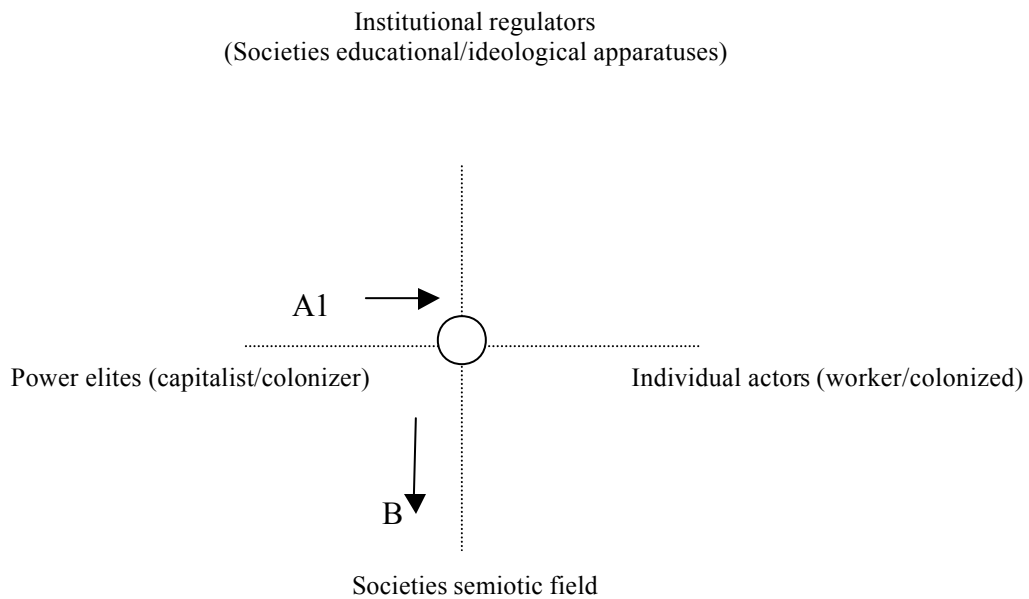 Institutional regulators
(Societies educational/ideological apparatuses)
A1
Power elites (capitalist/colonizer)
Individual actors (worker/colonized)
B
Societies semiotic field